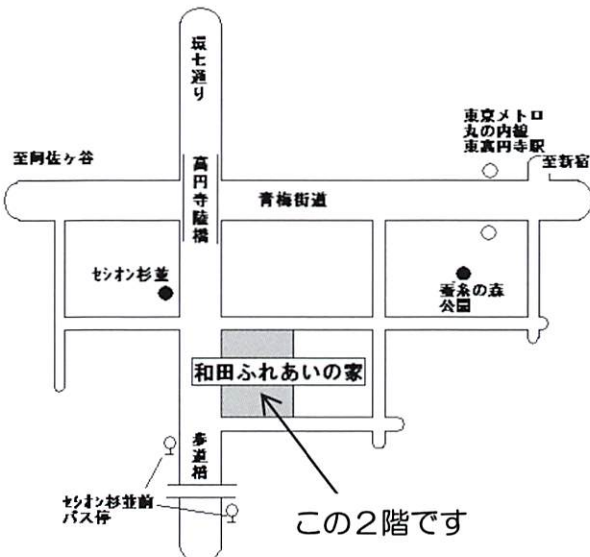 環七通り
東京メトロ
丸の内線
東高円寺駅
至阿佐ヶ谷
至新宿
高円寺陸橋
青梅街道
セシオン杉並
蚕糸の森
公園
和田ふれあいの家
歩道橋
セシオン杉並前
バス停
この2階です